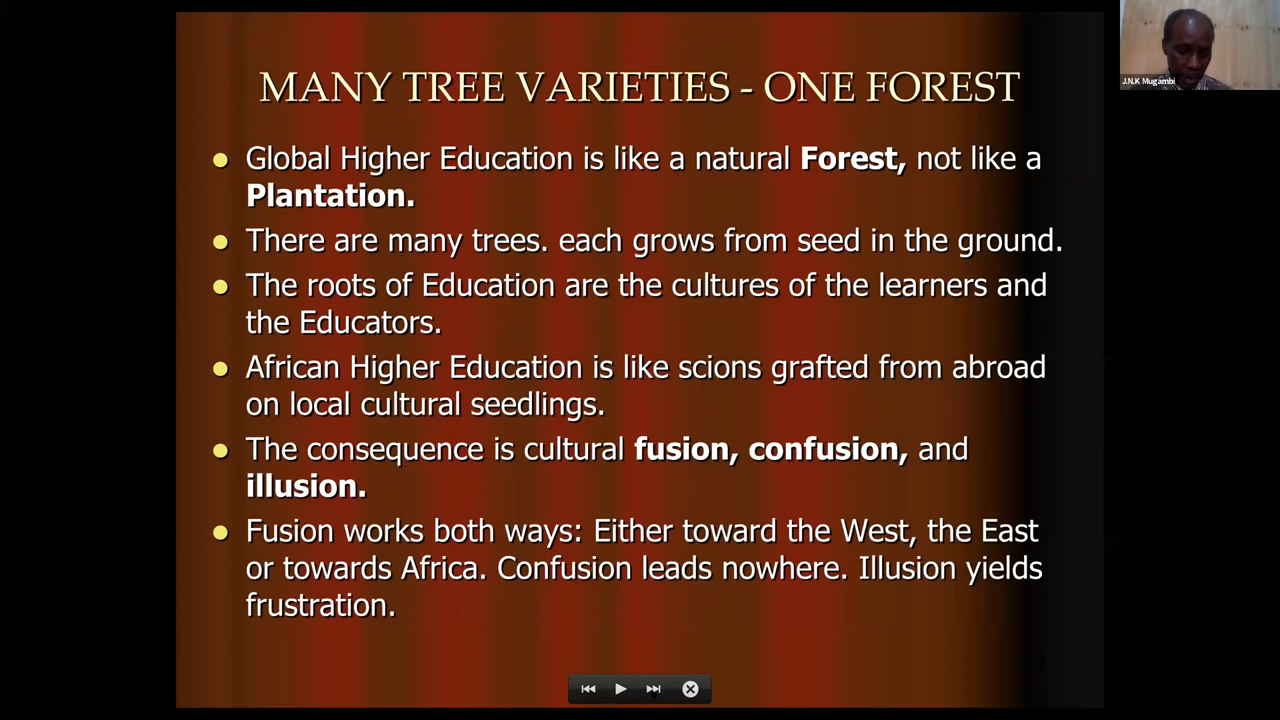 MANY TREE VARIETIES - ONE FOREST
Global Higher Education is like a natural Forest, not like a
Plantation.
There are many trees. each grows from seed in the ground.
The roots of Education are the cultures of the learners and
the Educators.
African Higher Education is like scions grafted from abroad
on local cultural seedlings.
The consequence is cultural fusion, confusion, and
illusion.
Fusion works both ways: Either toward the West, the East
or towards Africa. Confusion leads nowhere. Illusion yields
frustration.
J.N.K Mugambi